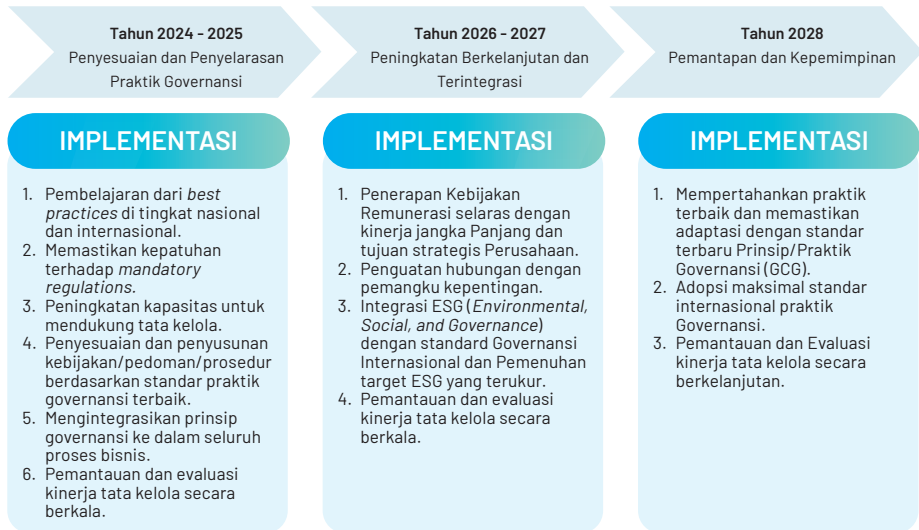 Tahun 2024 - 2025
Penyesuaian dan Penyelarasan
Praktik Governansi
Tahun 2026 - 2027
Peningkatan Berkelanjutan dan
Terintegrasi
Tahun 2028
Pemantapan dan Kepemimpinan
IMPLEMENTASI
1. Pembelajaran dari best
practices di tingkat nasional
dan internasional.
2. Memastikan kepatuhan
terhadap mandatory
regulations.
3. Peningkatan kapasitas untuk
mendukung tata kelola.
4. Penyesuaian dan penyusunan
kebijakan/pedoman/prosedur
berdasarkan standar praktik
governansi terbaik.
5. Mengintegrasikan prinsip
governansi ke dalam seluruh
proses bisnis.
6. Pemantauan dan evaluasi
kinerja tata kelola secara
berkala.
IMPLEMENTASI
1. Penerapan Kebijakan
Remunerasi selaras dengan
kinerja jangka Panjang dan
tujuan strategis Perusahaan.
2. Penguatan hubungan dengan
pemangku kepentingan.
3. Integrasi ESG (Environmental,
Social, and Governance)
dengan standard Governansi
Internasional dan Pemenuhan
target ESG yang terukur.
4. Pemantauan dan evaluasi
kinerja tata kelola secara
berkala.
IMPLEMENTASI
1. Mempertahankan praktik
terbaik dan memastikan
adaptasi dengan standar
terbaru Prinsip/Praktik
Governansi (GCG).
2. Adopsi maksimal standar
internasional praktik
Governansi.
3. Pemantauan dan Evaluasi
kinerja tata kelola secara
berkelanjutan.